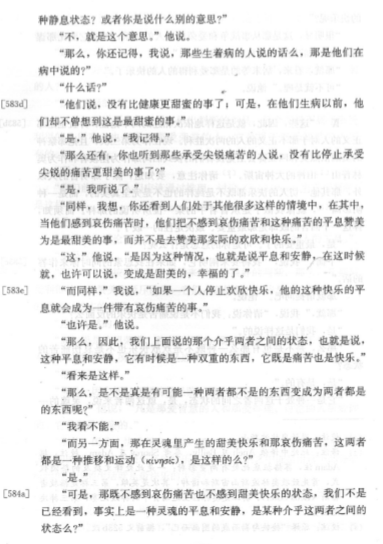 种静息状态？或者你是说什么别的意思？”
“不，就是这个意思。”他说。
“那么，你还记得，我说，那些生着病的人说的话么，那是他们在
病中说的？”
“什么话？”
[583d] “他们说，没有比健康更甜蜜的事了；可是，在他们生病以前，他
们却不曾想到这是最甜蜜的事。”
“是，”他说，“我记得。”
“那么还有，你也听到那些承受尖锐痛苦的人说，没有比停止承受
尖锐的痛苦更甜美的事了？”
“是，我听说了。”
“同样，我想，你还看到人们处于其他很多这样的情境中，在其中，
当他们感到哀伤痛苦时，他们把不感到哀伤痛苦和这种痛苦的平息赞美
为是最甜美的事，而并不是去赞美那实际的欢欣和快乐。”
“这，”他说，“是因为这种情况，也就是说平息和安静，在这时候
就，也许可以说，变成是甜美的，幸福的了。”
[583e] “而同样，”我说，“如果一个人停止欢欣快乐，他的这种快乐的平
息就会成为一件带有哀伤痛苦的事。”
“也许是。”他说。
“那么，因此，我们上面说的那个介乎两者之间的状态，也就是说，
这种平息和安静，它有时候是一种双重的东西，它既是痛苦也是快乐。”
“看来是这样。”
“那么，是不是真是有可能一种两者都不是的东西变成为两者都是
的东西呢？”
“我看不能。”
“而另一方面，那在灵魂里产生的甜美快乐和那哀伤痛苦，这两者
都是一种推移和运动（κίνησις），是这样的么？”
“是。”
[584a] “可是，那既不感到哀伤痛苦也不感到甜美快乐的状态，我们不是
已经看到，事实上是一种灵魂的平息和安静，是某种介乎这两者之间的
状态么？”